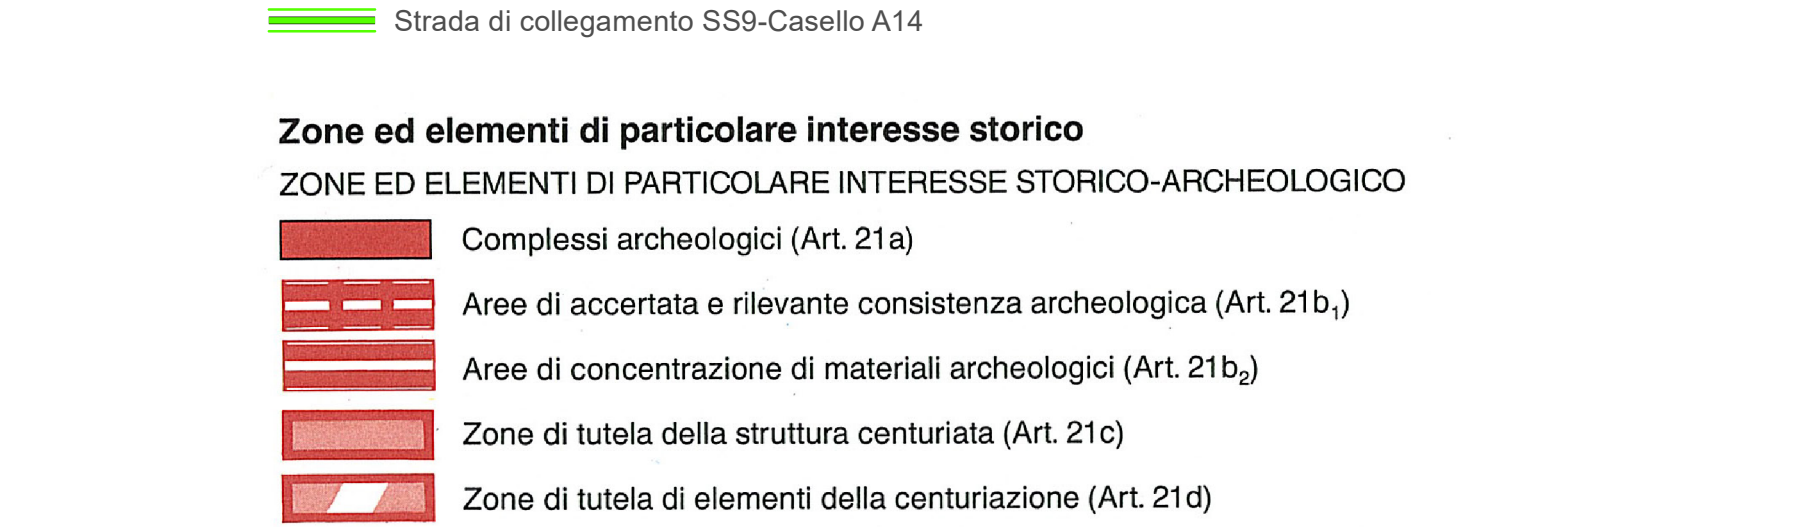 Strada di collegamento SS9-Casello A14
Zone ed elementi di particolare interesse storico
ZONE ED ELEMENTI DI PARTICOLARE INTERESSE STORICO-ARCHEOLOGICO
Complessi archeologici (Art. 21a)
Aree di accertata e rilevante consistenza archeologica (Art. 21b₁)
Aree di concentrazione di materiali archeologici (Art. 21b₂)
Zone di tutela della struttura centuriata (Art. 21c)
Zone di tutela di elementi della centuriazione (Art. 21d)